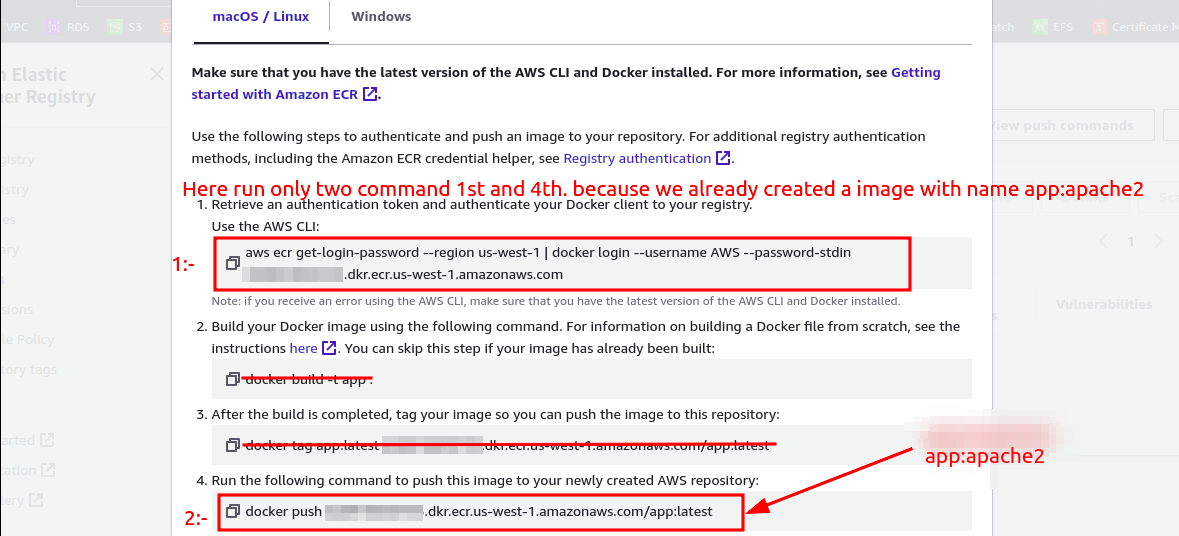 macOS / Linux Windows
VPC RDS S3 EFS Certificate M
Make sure that you have the latest version of the AWS CLI and Docker installed. For more information, see Getting
started with Amazon ECR.
Elastic
Registry
Use the following steps to authenticate and push an image to your repository. For additional registry authentication
View push commands
methods, including the Amazon ECR credential helper, see Registry authentication.
Here run only two command 1st and 4th. because we already created a image with name app:apache2
1. Retrieve an authentication token and authenticate your Docker client to your registry.
Use the AWS CLI:
1
1:-
aws ecr get-login-password --region us-west-1 | docker login --username AWS --password-stdin
.dkr.ecr.us-west-1.amazonaws.com
Note: if you receive an error using the AWS CLI, make sure that you have the latest version of the AWS CLI and Docker installed.
Vulnerabilities
2. Build your Docker image using the following command. For information on building a Docker file from scratch, see the
instructions here. You can skip this step if your image has already been built:
Policy
tags
docker build -t app .
3. After the build is completed, tag your image so you can push the image to this repository:
docker tag app:latest .dkr.ecr.us-west-1.amazonaws.com/app:latest
app:apache2
4. Run the following command to push this image to your newly created AWS repository:
2:-
docker push .dkr.ecr.us-west-1.amazonaws.com/app:latest